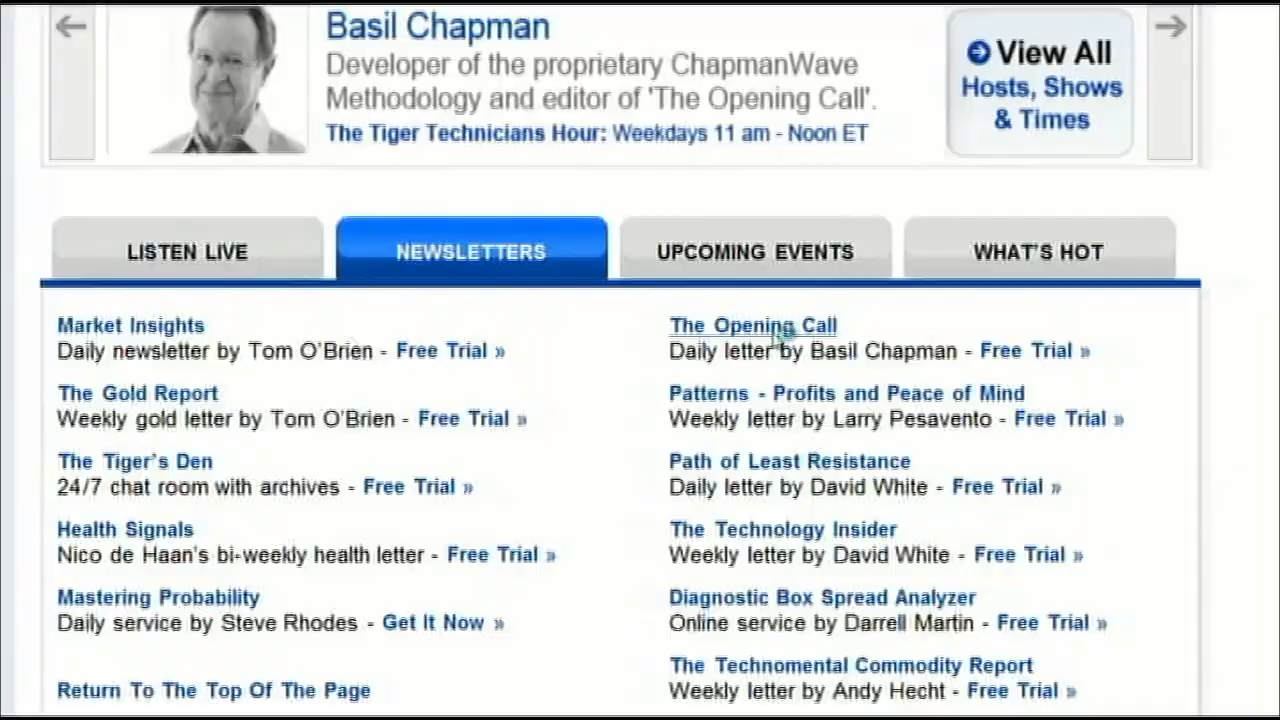 Basil Chapman
Developer of the proprietary ChapmanWave
Methodology and editor of 'The Opening Call'.
The Tiger Technicians Hour: Weekdays 11 am - Noon ET
View All
Hosts, Shows
& Times
LISTEN LIVE
NEWSLETTERS
UPCOMING EVENTS
WHAT'S HOT
Market Insights
Daily newsletter by Tom O'Brien - Free Trial »
The Gold Report
Weekly gold letter by Tom O'Brien - Free Trial »
The Tiger's Den
24/7 chat room with archives - Free Trial »
Health Signals
Nico de Haan's bi-weekly health letter - Free Trial »
Mastering Probability
Daily service by Steve Rhodes - Get It Now »
Return To The Top Of The Page
The Opening Call
Daily letter by Basil Chapman - Free Trial »
Patterns - Profits and Peace of Mind
Weekly letter by Larry Pesavento - Free Trial »
Path of Least Resistance
Daily letter by David White - Free Trial »
The Technology Insider
Weekly letter by David White - Free Trial »
Diagnostic Box Spread Analyzer
Online service by Darrell Martin - Free Trial »
The Technomental Commodity Report
Weekly letter by Andy Hecht - Free Trial »